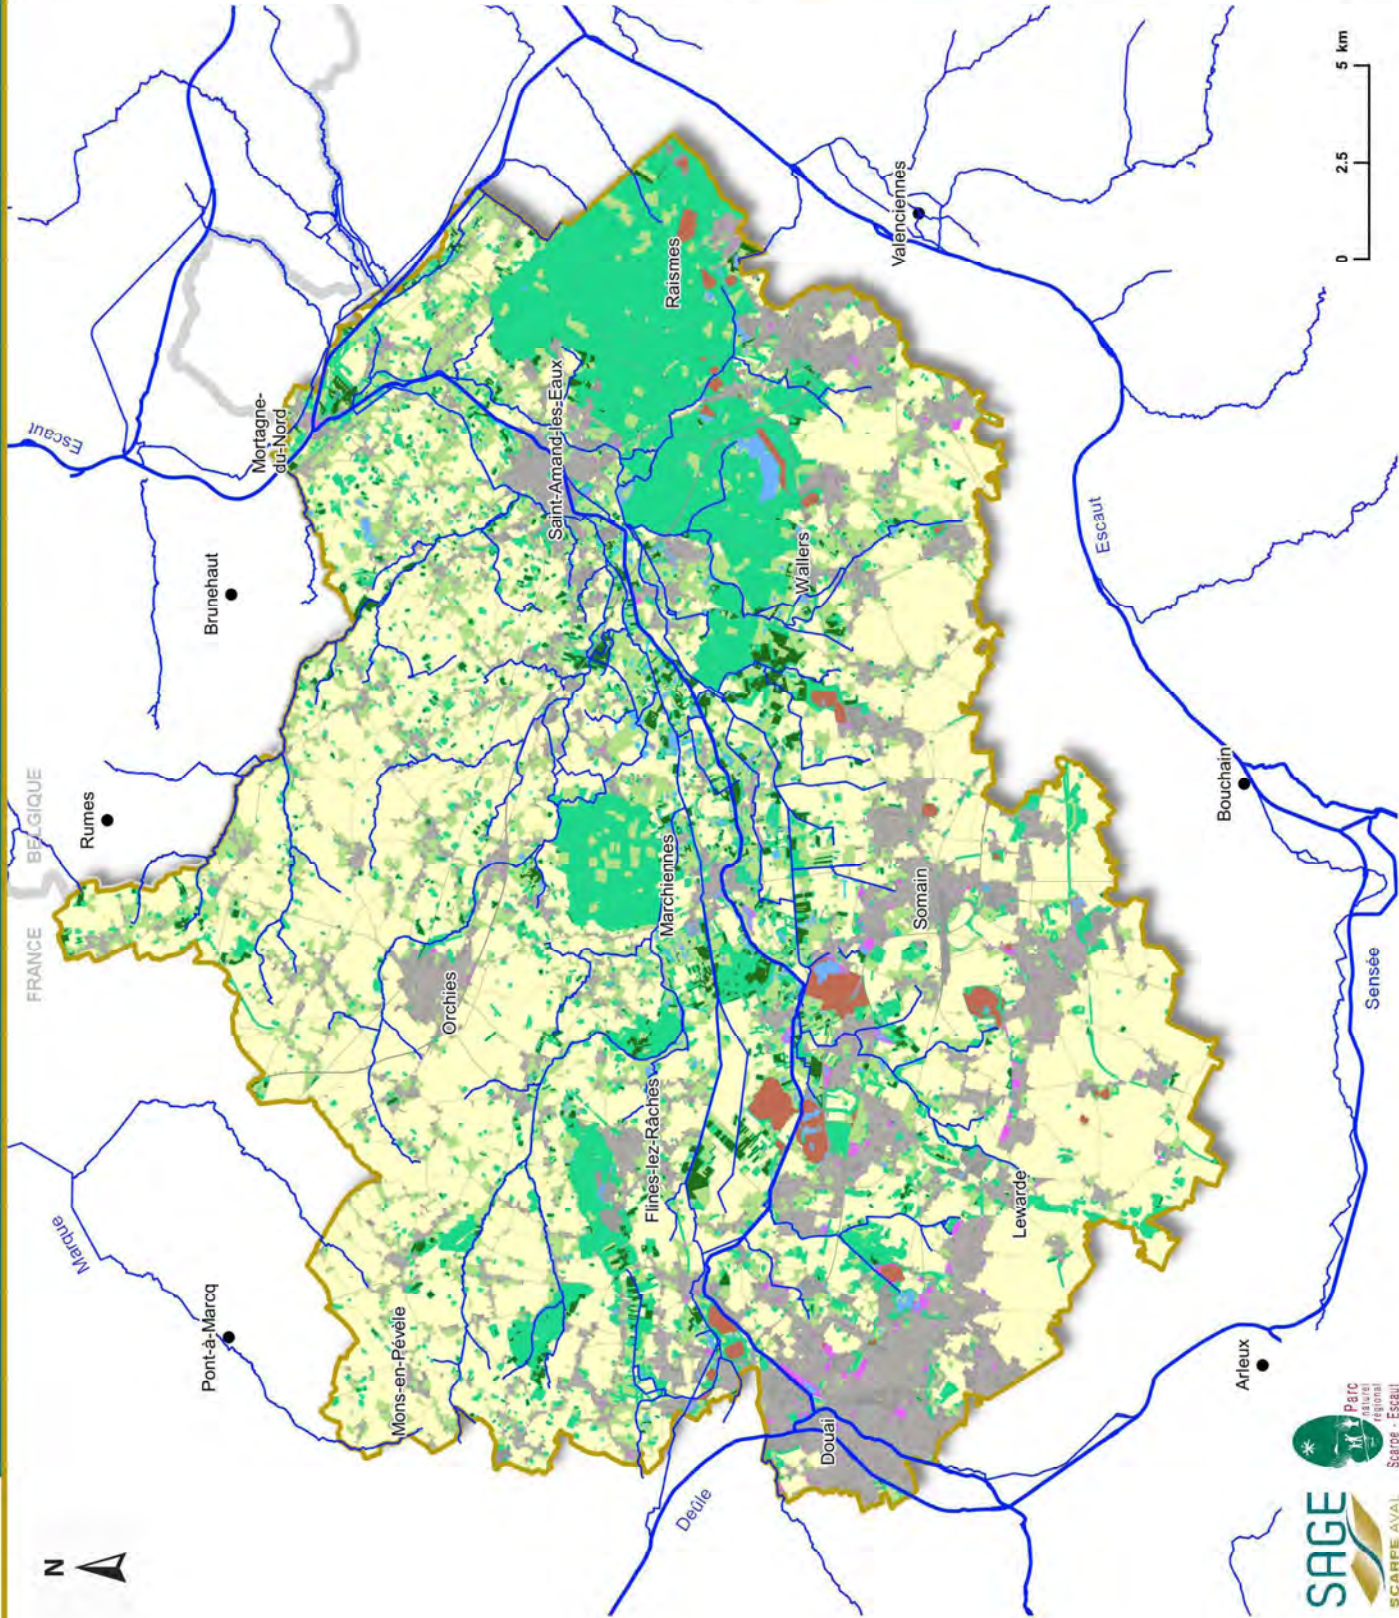 N
FRANCE
BELGIQUE
Rumes
Brunehaut
Escaut
Mortagne-
du-Nord
Marque
Pont-à-Marcq
Mons-en-Pévèle
Orchies
Saint-Amand-les-Eaux
Raismes
Flines-lez-Râches
Marchiennes
Wallers
Valenciennes
Deûle
Douai
Somain
Lewarde
Escaut
Bouchain
Arleux
Sensée
0 2.5 5 km
SAGE
SCARPE AVAL
Parc
naturel
régional
Scarpe - Escaut